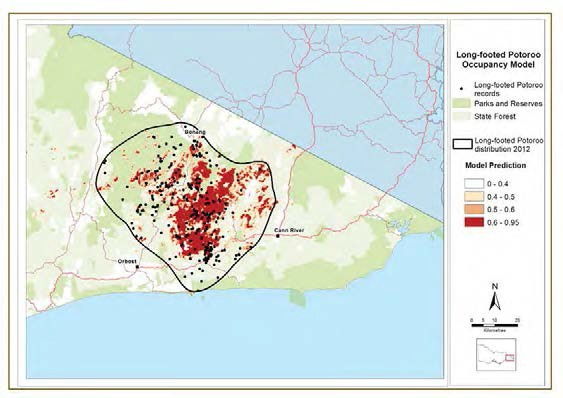 Long-footed Potoroo
Occupancy Model
Long-footed Potoroo
records
Parks and Reserves
State Forest
Long-footed Potoroo
distribution 2012
Model Prediction
0 - 0.4
0.4 - 0.5
0.5 - 0.6
0.6 - 0.95
Bonang
Cann River
Orbost
N
0 5 10 20
Kilometres